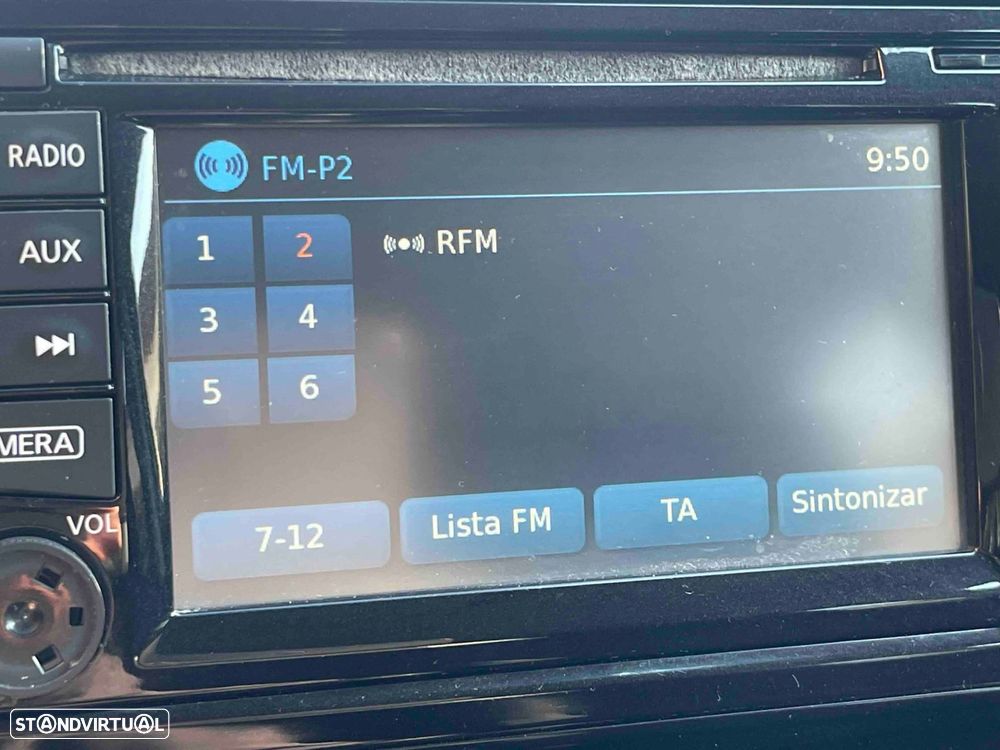 RADIO
AUX
MERA
VOL
FM-P2
9:50
1 2
3 4
5 6
RFM
7-12
Lista FM
TA
Sintonizar
STANDVIRTUAL